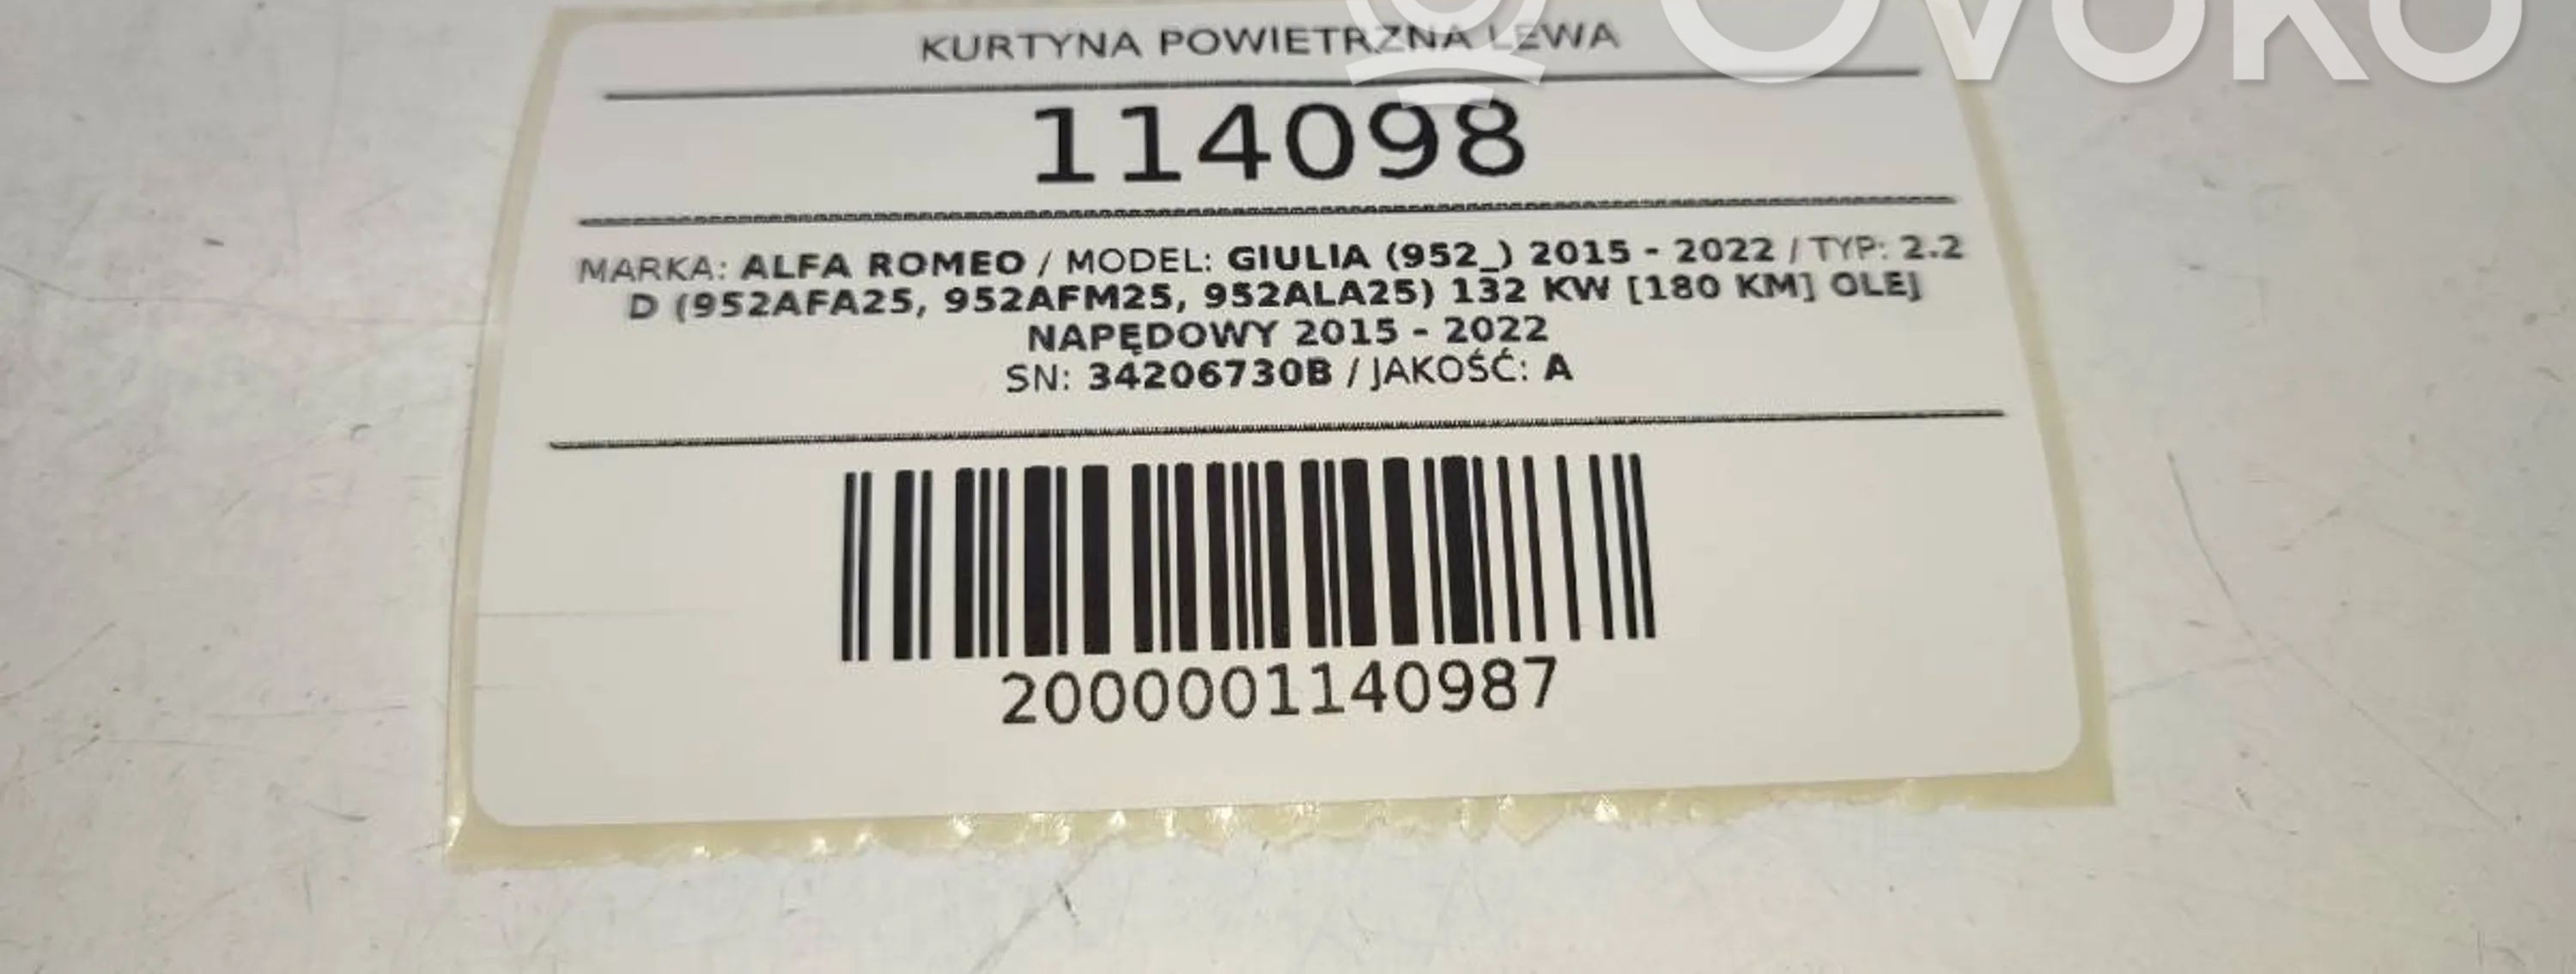 OVOKO
KURTYNA POWIETRZNA LEWA
114098
MARKA: ALFA ROMEO / MODEL: GIULIA (952_) 2015 - 2022 / TYP: 2.2
D (952AFA25, 952AFM25, 952ALA25) 132 KW [180 KM] OLEJ
NAPĘDOWY 2015 - 2022
SN: 34206730B / JAKOŚĆ: A
2000001140987